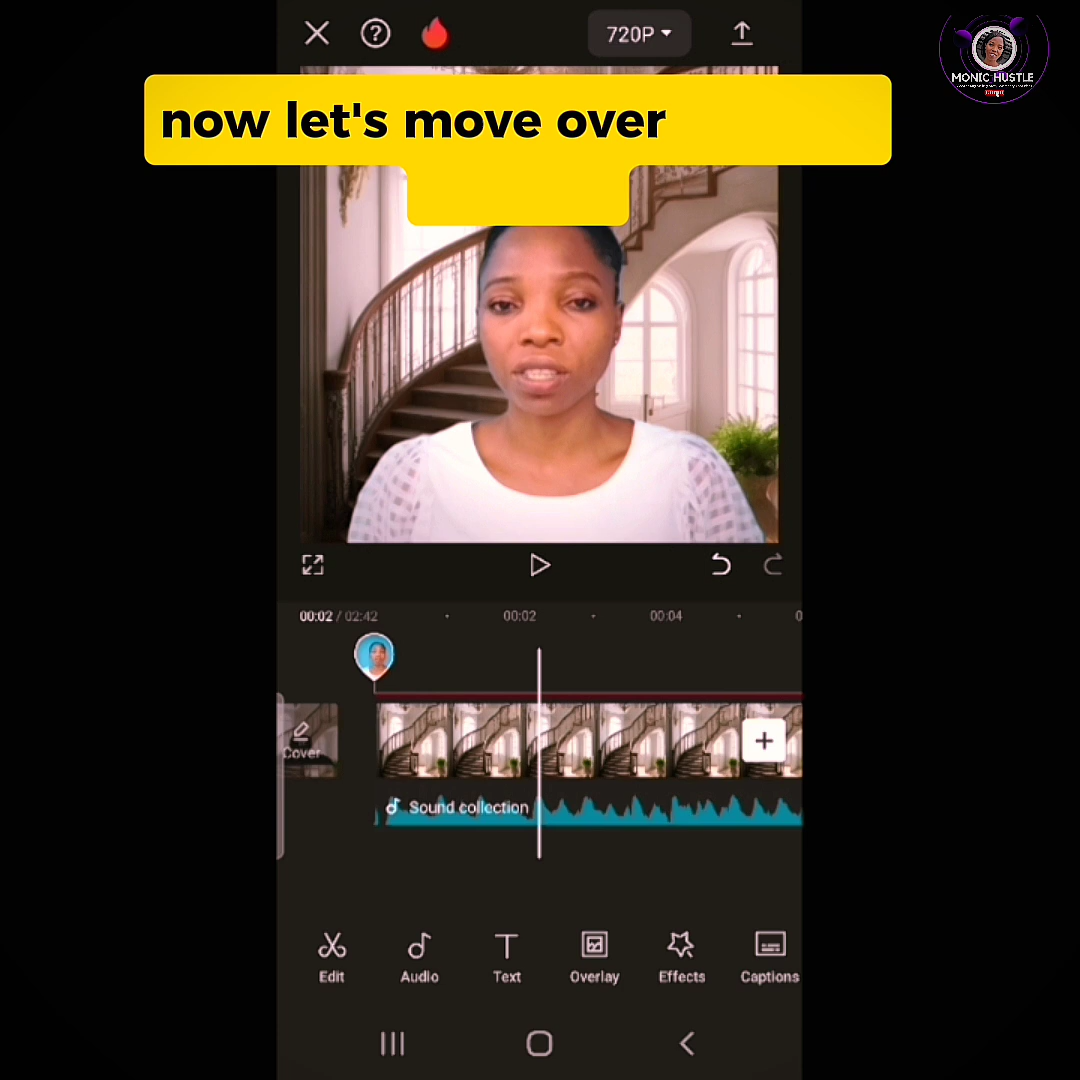 720P
MONIC HUSTLE
now let's move over
00:02 / 02:42
00:02
00:04
0
Cover
Sound collection
Edit
Audio
Text
Overlay
Effects
Captions